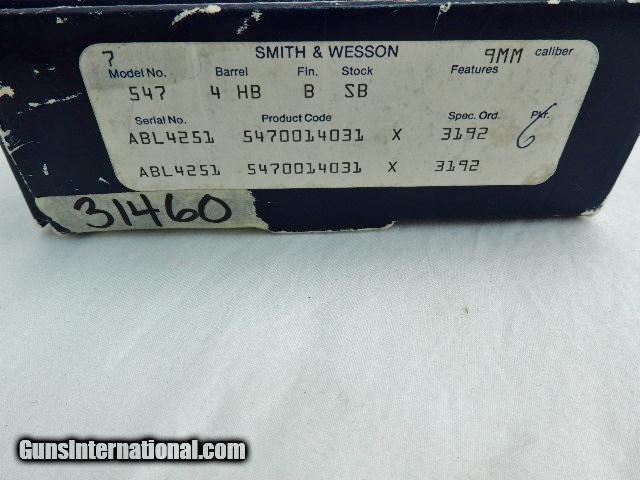 7 SMITH & WESSON 9MM caliber
Model No. Barrel Fin. Stock Features
547 4 HB B SB
Serial No. Product Code Spec. Ord. Pkr.
ABL4251 5470014031 X 3192 6
ABL4251 5470014031 X 3192
31460
GunsInternational.com